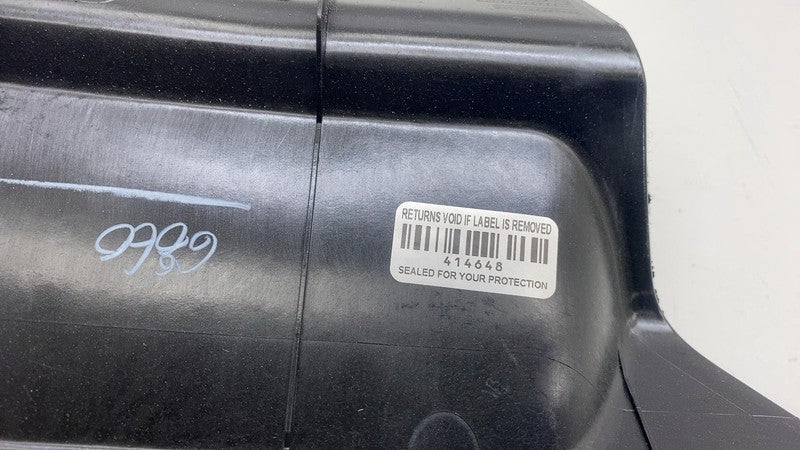 RETURNS VOID IF LABEL IS REMOVED
414648
SEALED FOR YOUR PROTECTION